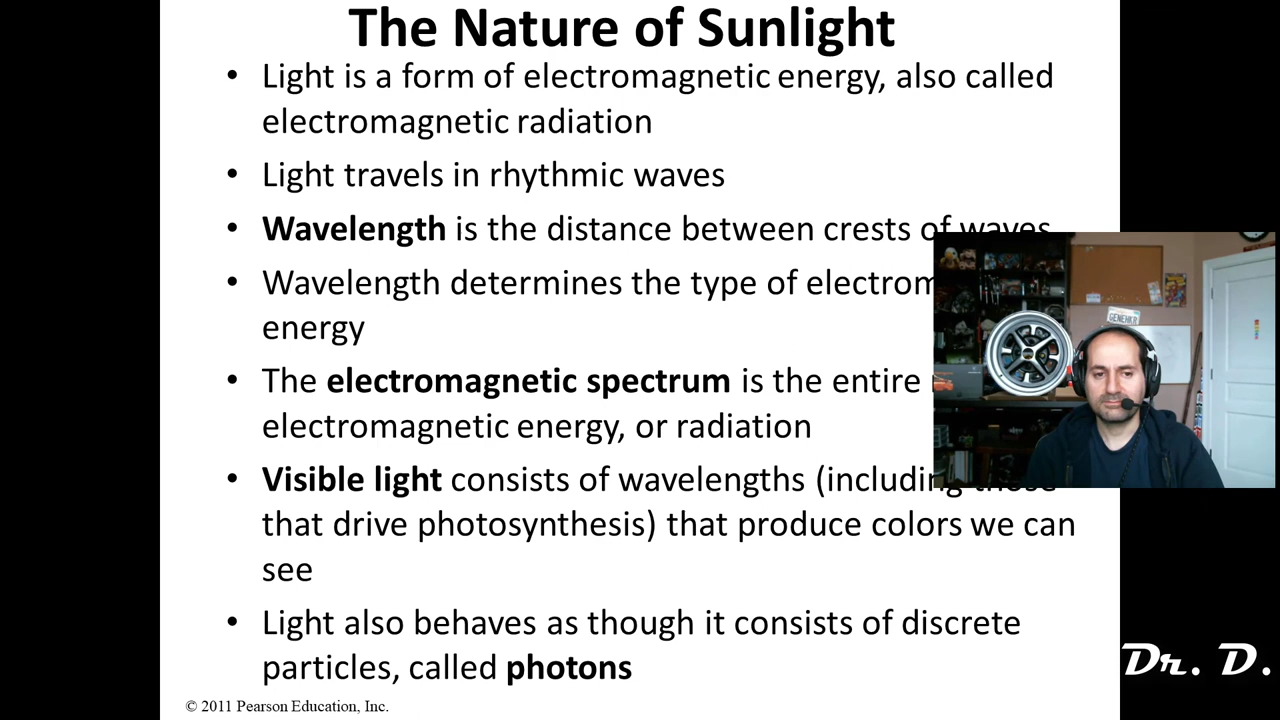 The Nature of Sunlight
• Light is a form of electromagnetic energy, also called
electromagnetic radiation
• Light travels in rhythmic waves
• Wavelength is the distance between crests of waves
• Wavelength determines the type of
energy
• The electromagnetic spectrum is the entire
electromagnetic energy, or radiation
• Visible light consists of wavelengths (including those
that drive photosynthesis) that produce colors we can
see
• Light also behaves as though it consists of discrete
particles, called photons
© 2011 Pearson Education, Inc.
GENEHKR
Dr. D.